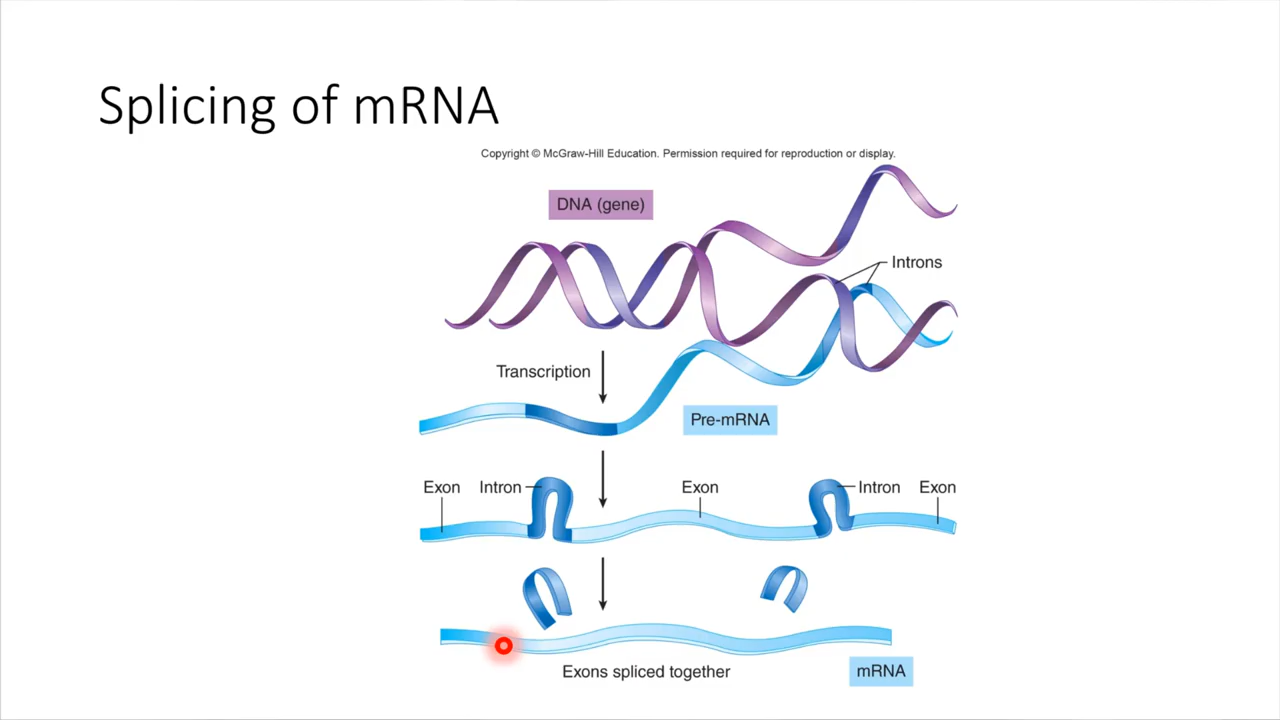 Splicing of mRNA
Copyright © McGraw-Hill Education. Permission required for reproduction or display.
DNA (gene)
Introns
Transcription
Pre-mRNA
Exon Intron Exon Intron Exon
Exons spliced together
mRNA